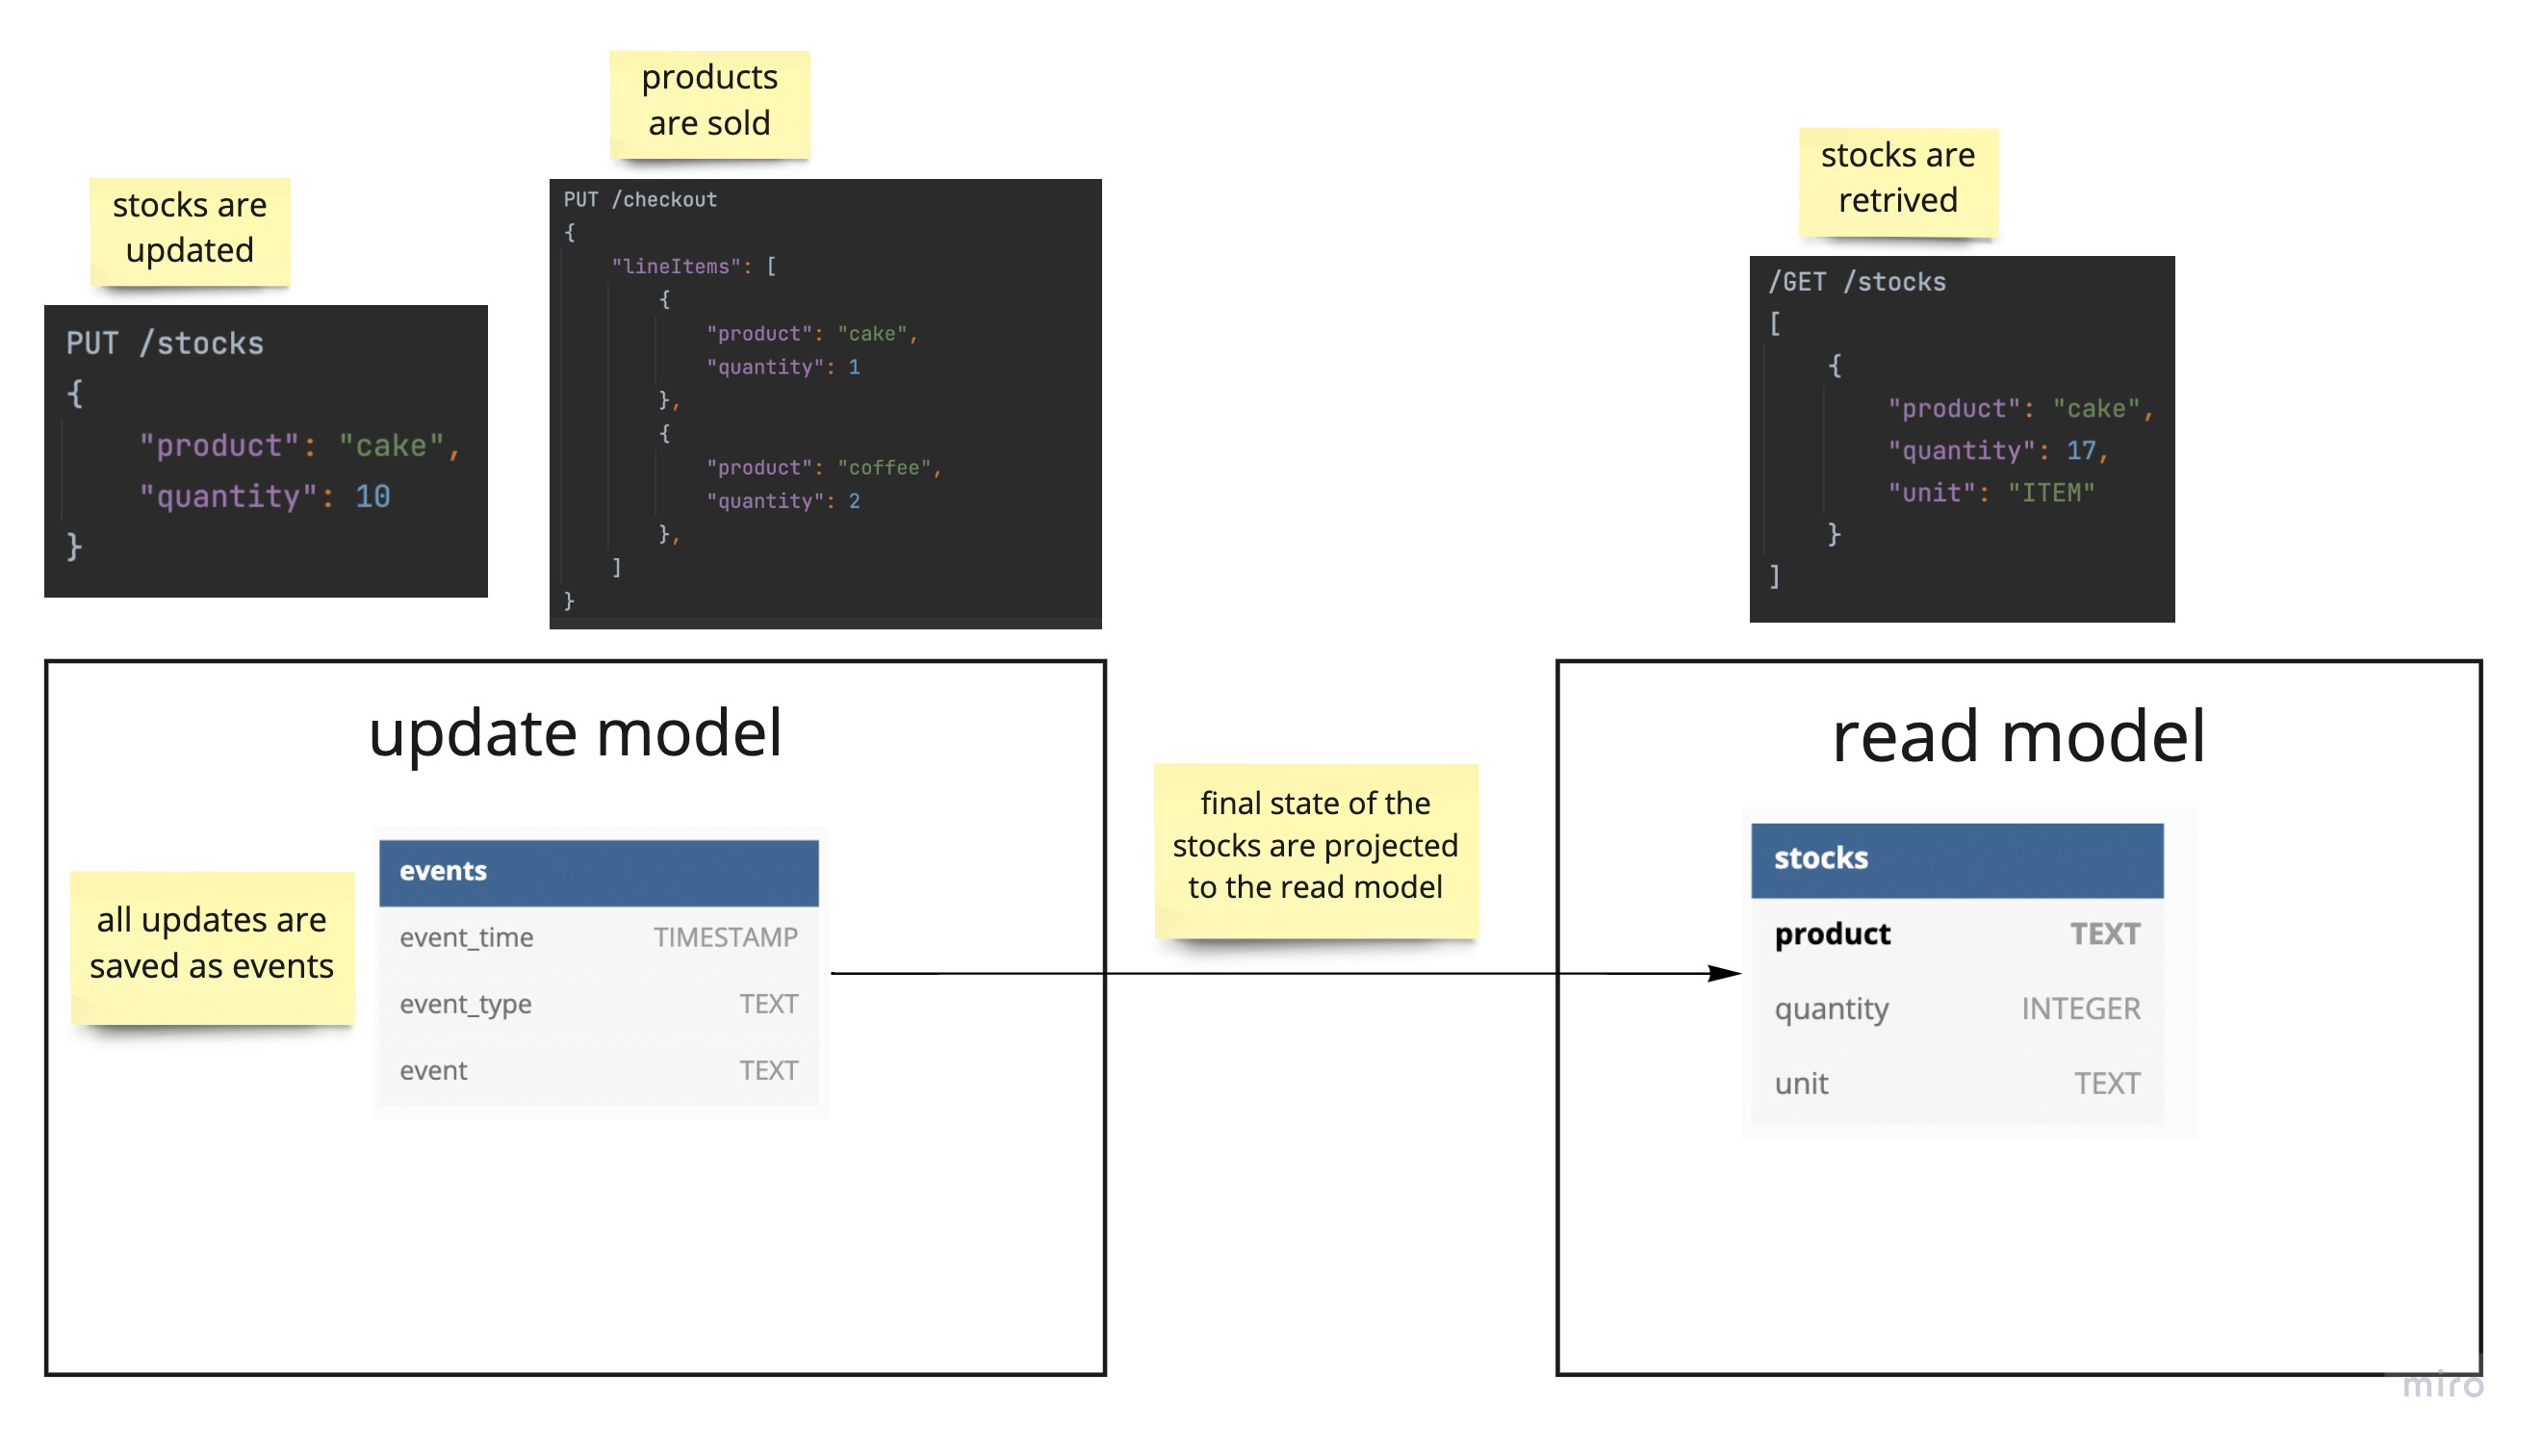 stocks are
updated
PUT /stocks
{
"product": "cake",
"quantity": 10
}
products
are sold
PUT /checkout
{
"lineItems": [
{
"product": "cake",
"quantity": 1
},
{
"product": "coffee",
"quantity": 2
},
]
}
stocks are
retrived
/GET /stocks
[
{
"product": "cake",
"quantity": 17,
"unit": "ITEM"
}
]
update model
all updates are
saved as events
events
event_time TIMESTAMP
event_type TEXT
event TEXT
final state of the
stocks are projected
to the read model
read model
stocks
product TEXT
quantity INTEGER
unit TEXT
miro